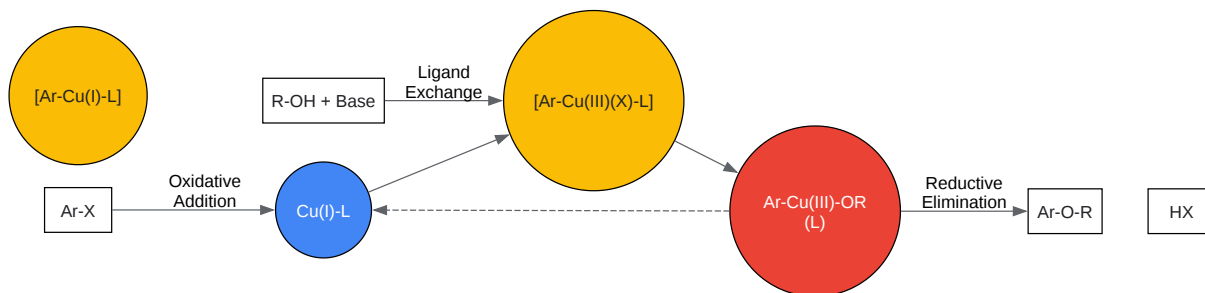 [Ar-Cu(I)-L]
R-OH + Base
Ligand
Exchange
[Ar-Cu(III)(X)-L]
Ar-X
Oxidative
Addition
Cu(I)-L
Ar-Cu(III)-OR
(L)
Reductive
Elimination
Ar-O-R
HX